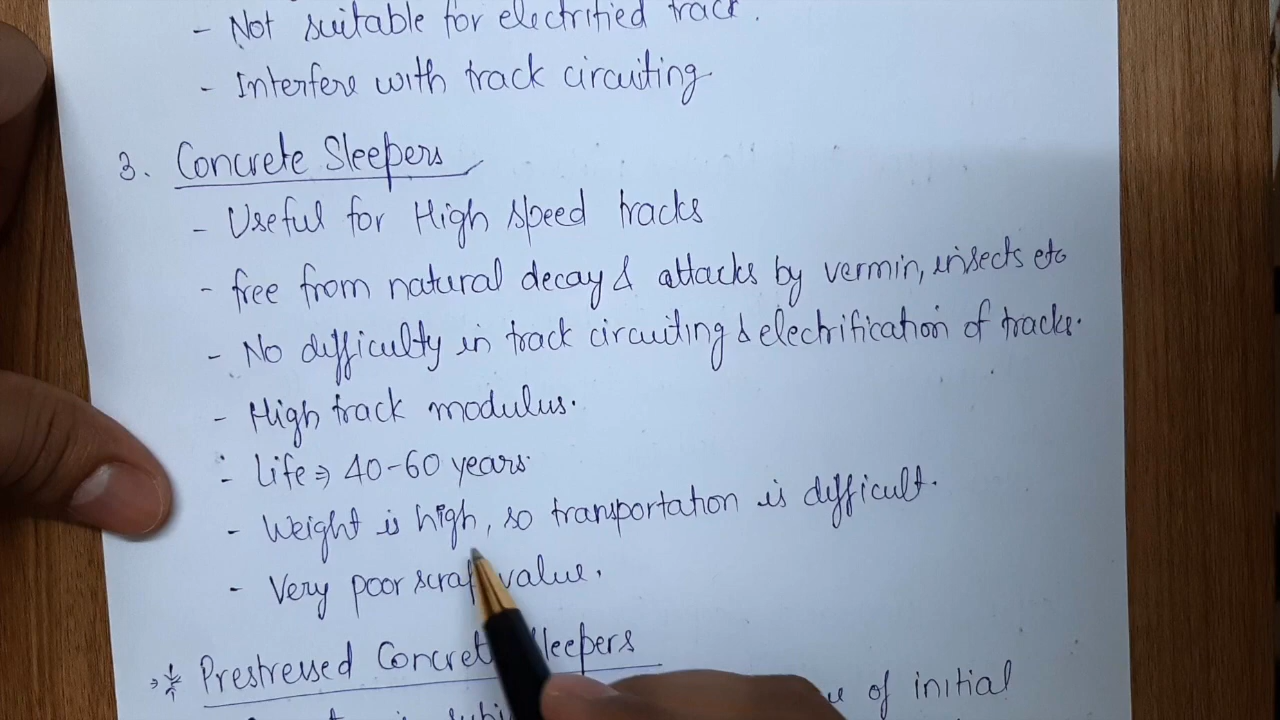 - Not suitable for electrified track.
- Interfere with track circuiting
3. Concrete Sleepers
- Useful for High speed tracks
- free from natural decay & attacks by vermin, insects etc
- No difficulty in track circuiting & electrification of tracks.
- High track modulus.
- Life ⇒ 40-60 years.
- Weight is high, so transportation is difficult.
- Very poor scrap value.
* Prestressed Concrete Sleepers
of initial